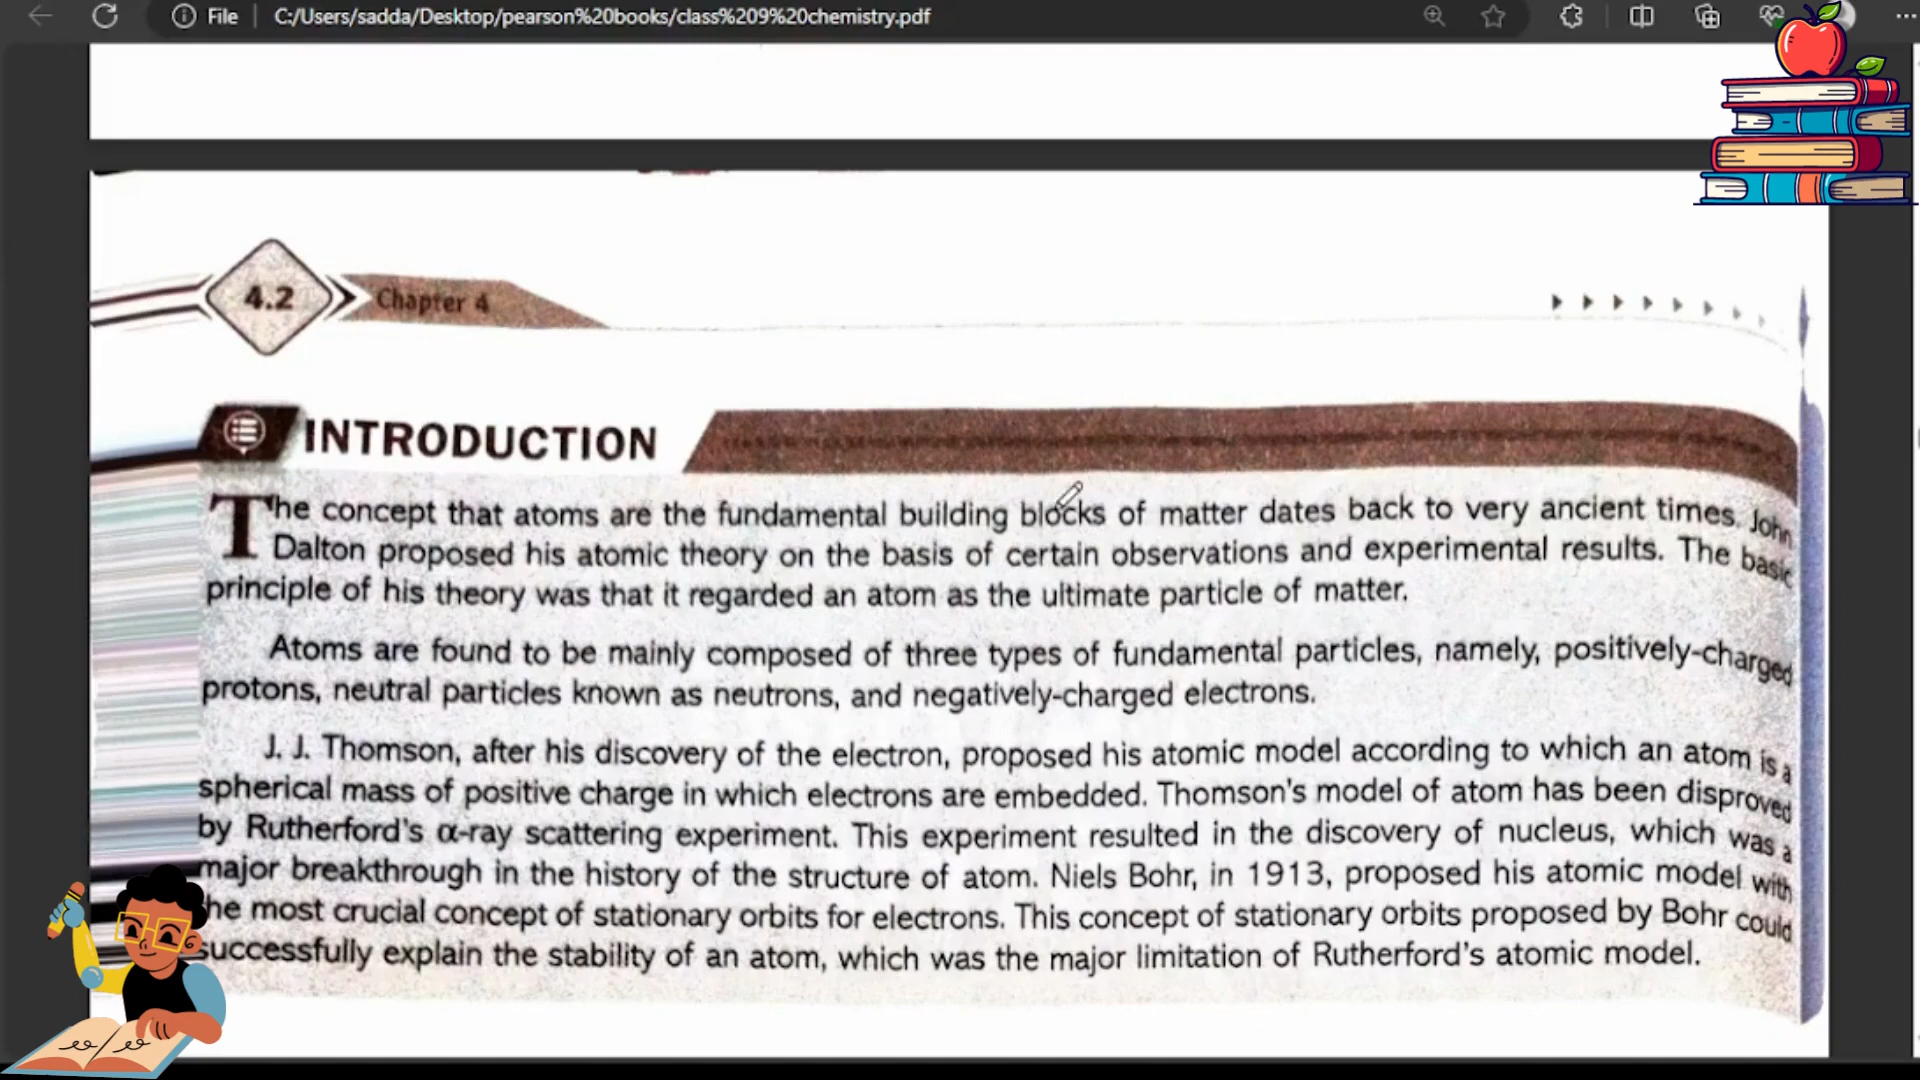 File
C:/Users/sadda/Desktop/pearson%20books/class%209%20chemistry.pdf
4.2
Chapter 4
INTRODUCTION
The concept that atoms are the fundamental building blocks of matter dates back to very ancient times. John
Dalton proposed his atomic theory on the basis of certain observations and experimental results. The basic
principle of his theory was that it regarded an atom as the ultimate particle of matter.
Atoms are found to be mainly composed of three types of fundamental particles, namely, positively-charged
protons, neutral particles known as neutrons, and negatively-charged electrons.
J. J. Thomson, after his discovery of the electron, proposed his atomic model according to which an atom is a
spherical mass of positive charge in which electrons are embedded. Thomson's model of atom has been disproved
by Rutherford's α-ray scattering experiment. This experiment resulted in the discovery of nucleus, which was a
major breakthrough in the history of the structure of atom. Niels Bohr, in 1913, proposed his atomic model with
he most crucial concept of stationary orbits for electrons. This concept of stationary orbits proposed by Bohr could
successfully explain the stability of an atom, which was the major limitation of Rutherford's atomic model.